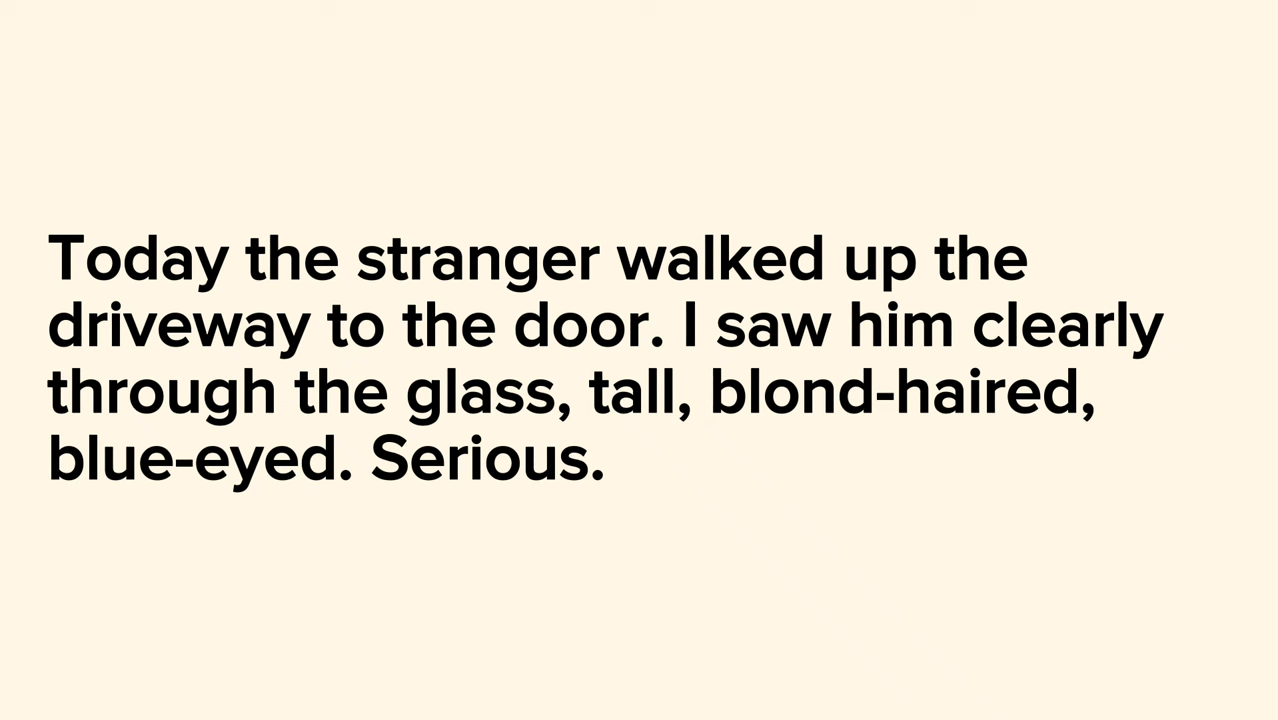 Today the stranger walked up the
driveway to the door. I saw him clearly
through the glass, tall, blond-haired,
blue-eyed. Serious.